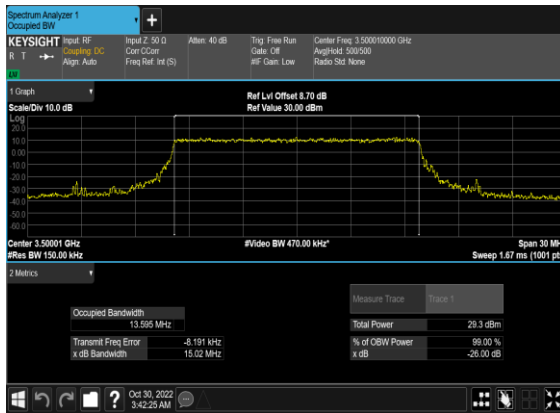 Spectrum Analyzer 1
Occupied BW
KEYSIGHT
R T
LXI
Input: RF
Coupling: DC
Align: Auto
Input Z: 50 Ω
Corr CCorr
Freq Ref: Int (S)
Atten: 40 dB
Trig: Free Run
Gate: Off
#IF Gain: Low
Center Freq: 3.500010000 GHz
Avg|Hold: 500/500
Radio Std: None
1 Graph
Scale/Div 10.0 dB
Ref Lvl Offset 8.70 dB
Ref Value 30.00 dBm
Log
20.0
10.0
0.00
-10.0
-20.0
-30.0
-40.0
-50.0
-60.0
Center 3.50001 GHz
#Res BW 150.00 kHz
#Video BW 470.00 kHz*
Span 30 MH
Sweep 1.67 ms (1001 pt
2 Metrics
Measure Trace
Trace 1
Occupied Bandwidth
13.595 MHz
Total Power
29.3 dBm
Transmit Freq Error
-8.191 kHz
% of OBW Power
99.00 %
x dB Bandwidth
15.02 MHz
x dB
-26.00 dB
Oct 30, 2022
3:42:25 AM